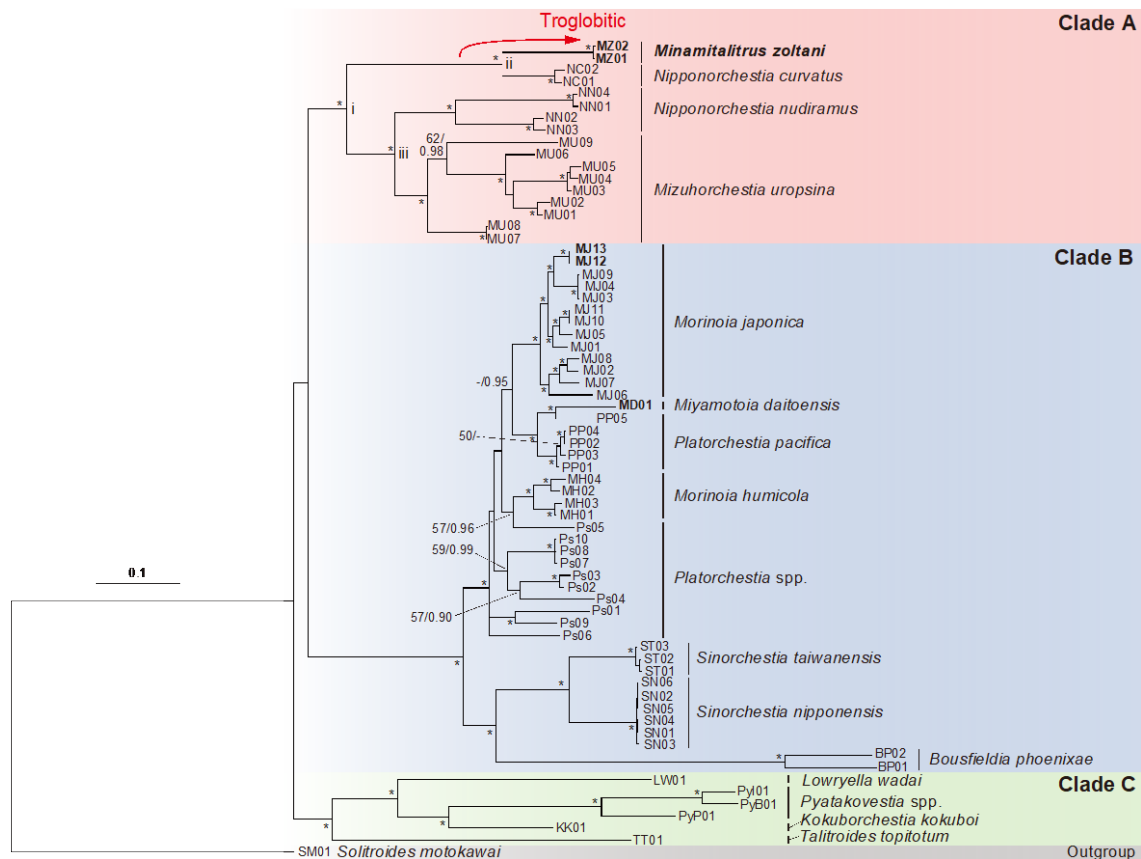 Troglobitic
Clade A
MZ02
MZ01
Minamitalitrus zoltani
*
*
ii
NC02
NC01
Nipponorchestia curvatus
*
*
i
NN04
NN01
Nipponorchestia nudiramus
*
*
NN02
NN03
*
62/
0.98
MU09
*
iii
MU06
*
MU05
MU04
MU03
Mizuhorchestia uropsina
*
*
MU02
MU01
*
*
MU08
MU07
*
Clade B
MJ13
MJ12
*
MJ09
MJ04
MJ03
*
*
*
MJ11
MJ10
MJ05
MJ01
Morinoia japonica
*
*
*
*
MJ08
MJ02
MJ07
MJ06
*
*
*
-/0.95
MD01
Miyamotoia daitoensis
*
PP05
50/-
PP04
PP02
PP03
PP01
Platorchestia pacifica
*
*
*
*
MH04
MH02
MH03
MH01
Morinoia humicola
*
*
*
57/0.96
Ps05
59/0.99
Ps10
Ps08
Ps07
*
Ps03
Ps02
Platorchestia spp.
*
*
Ps04
57/0.90
Ps01
Ps09
*
Ps06
0.1
ST03
ST02
ST01
Sinorchestia taiwanensis
*
*
*
SN06
SN02
SN05
SN04
SN01
SN03
Sinorchestia nipponensis
*
*
BP02
BP01
Bousfieldia phoenixae
*
Clade C
LW01
Lowryella wadai
*
PyI01
PyB01
Pyatakovestia spp.
*
*
PyP01
KK01
Kokuborchestia kokuboi
*
*
TT01
Talitroides topitotum
SM01 Solitroides motokawai
Outgroup